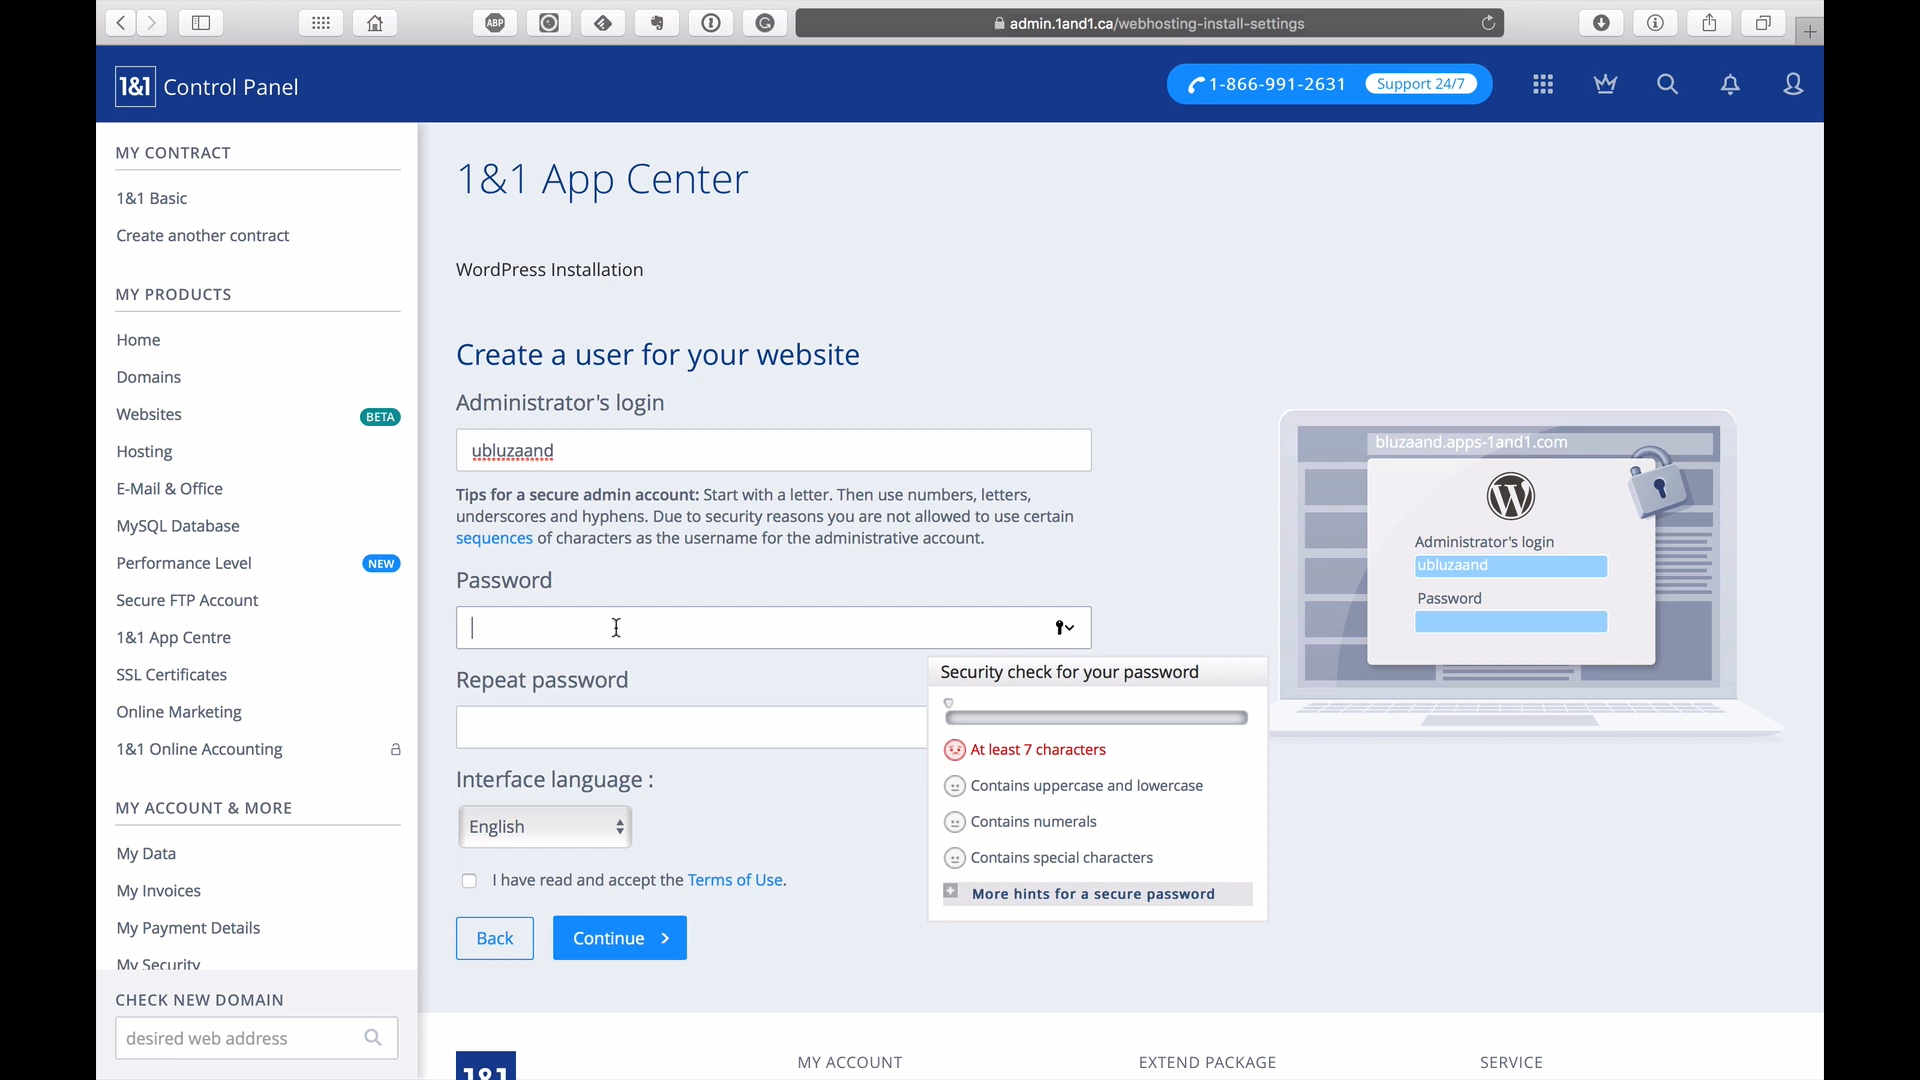 ABP
admin.1and1.ca/webhosting-install-settings
1&1 Control Panel
1-866-991-2631
Support 24/7
MY CONTRACT
1&1 Basic
Create another contract
MY PRODUCTS
Home
Domains
Websites
BETA
Hosting
E-Mail & Office
MySQL Database
Performance Level
NEW
Secure FTP Account
1&1 App Centre
SSL Certificates
Online Marketing
1&1 Online Accounting
MY ACCOUNT & MORE
My Data
My Invoices
My Payment Details
My Security
CHECK NEW DOMAIN
desired web address
1&1 App Center
WordPress Installation
Create a user for your website
Administrator's login
ubluzaand
Tips for a secure admin account: Start with a letter. Then use numbers, letters,
underscores and hyphens. Due to security reasons you are not allowed to use certain
sequences of characters as the username for the administrative account.
Password
Repeat password
Security check for your password
At least 7 characters
Contains uppercase and lowercase
Contains numerals
Contains special characters
More hints for a secure password
Interface language :
English
I have read and accept the Terms of Use.
Back
Continue
bluzaand.apps-1and1.com
Administrator's login
ubluzaand
Password
1&1
MY ACCOUNT
EXTEND PACKAGE
SERVICE